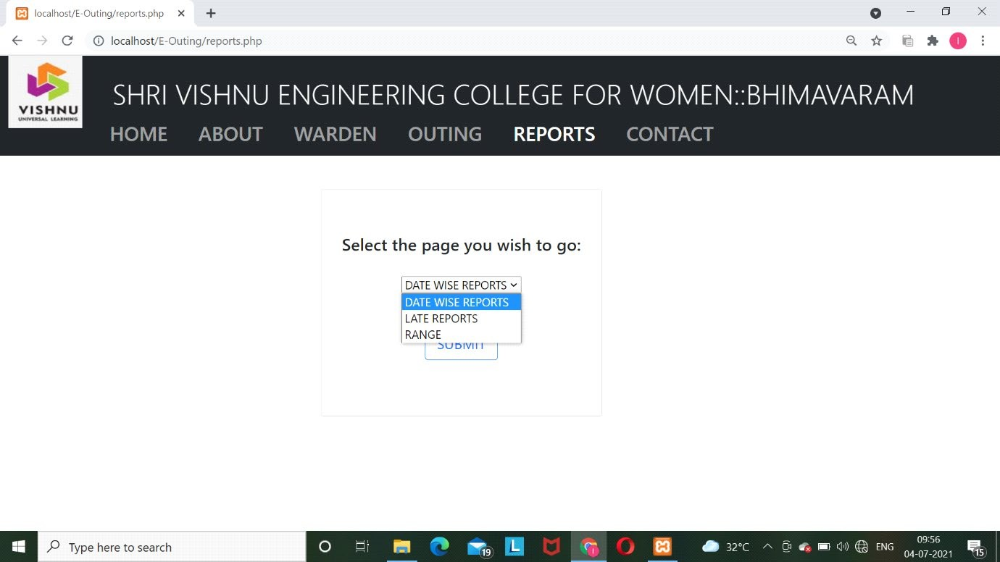 localhost/E-Outing/reports.php
localhost/E-Outing/reports.php
I
VISHNU
UNIVERSAL LEARNING
SHRI VISHNU ENGINEERING COLLEGE FOR WOMEN::BHIMAVARAM
HOME ABOUT WARDEN OUTING REPORTS CONTACT
Select the page you wish to go:
DATE WISE REPORTS
DATE WISE REPORTS
LATE REPORTS
RANGE
SUBMIT
Type here to search
19
L
I
32°C
ENG
09:56
04-07-2021
15